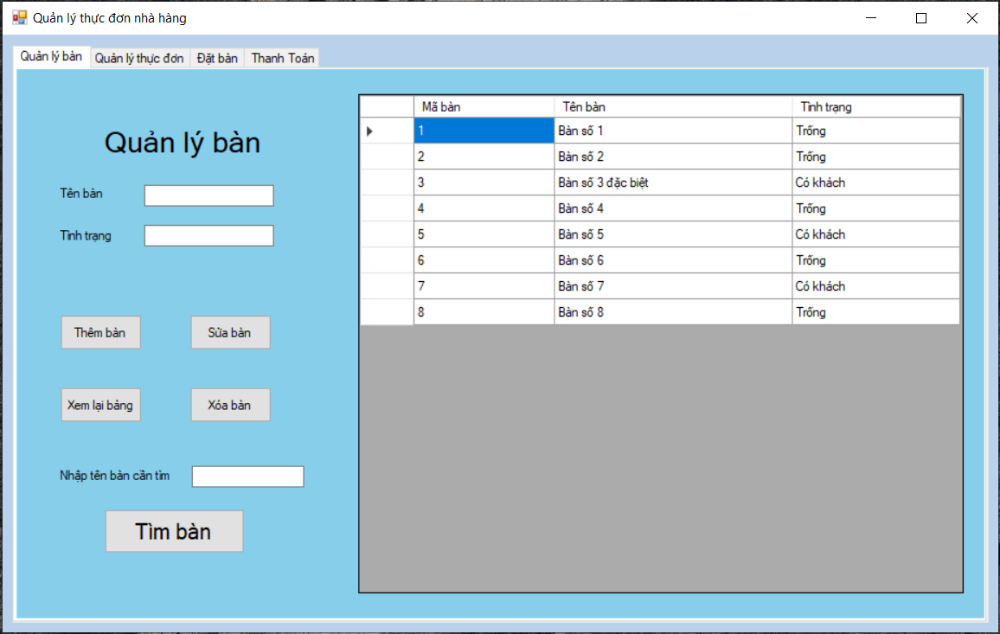 Quản lý thực đơn nhà hàng
Quản lý bàn Quản lý thực đơn Đặt bàn Thanh Toán
Quản lý bàn
Tên bàn
Tình trạng
Thêm bàn Sửa bàn
Xem lại bảng Xóa bàn
Nhập tên bàn cần tìm
Tìm bàn
Mã bàn Tên bàn Tình trạng
1 Bàn số 1 Trống
2 Bàn số 2 Trống
3 Bàn số 3 đặc biệt Có khách
4 Bàn số 4 Trống
5 Bàn số 5 Có khách
6 Bàn số 6 Trống
7 Bàn số 7 Có khách
8 Bàn số 8 Trống